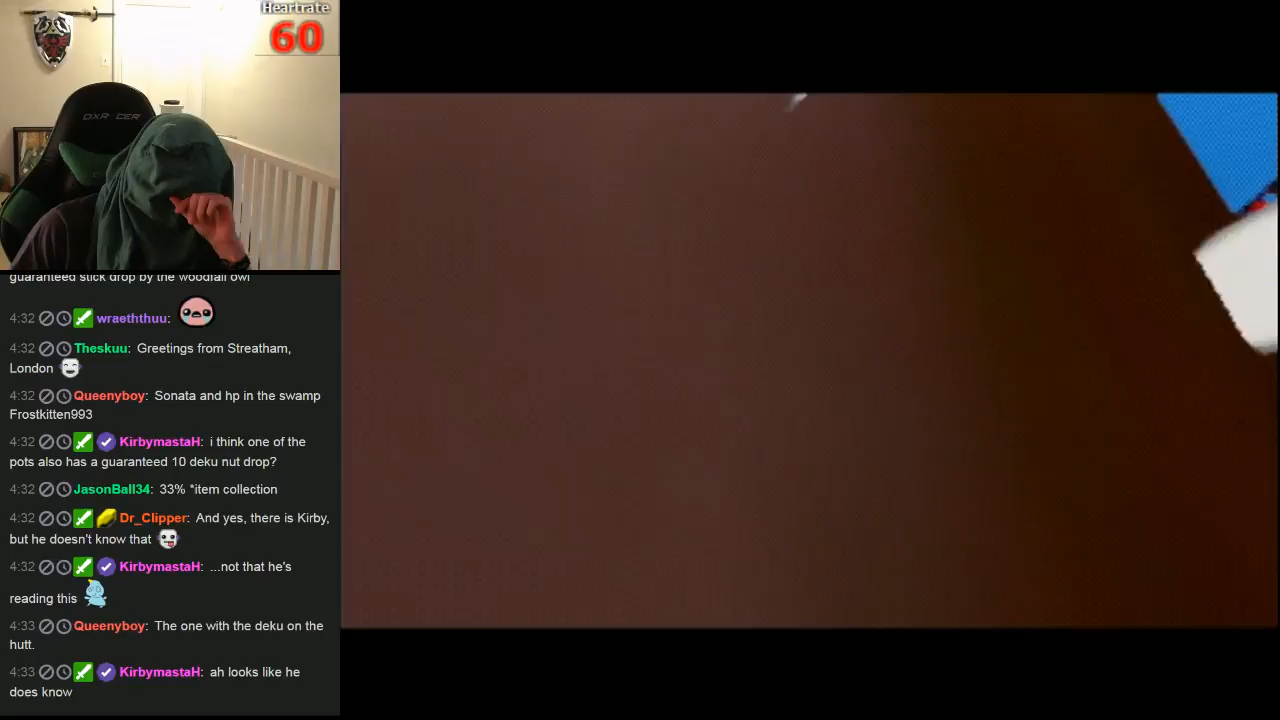 Heartrate
60
DXRACER
guaranteed stick drop by the woodfall owl
4:32 wraeththuu:
4:32 Theskuu: Greetings from Streatham,
London
4:32 Queenyboy: Sonata and hp in the swamp
Frostkitten993
4:32 KirbymastaH: i think one of the
pots also has a guaranteed 10 deku nut drop?
4:32 JasonBall34: 33% *item collection
4:32 Dr_Clipper: And yes, there is Kirby,
but he doesn't know that
4:32 KirbymastaH: ...not that he's
reading this
4:33 Queenyboy: The one with the deku on the
hutt.
4:33 KirbymastaH: ah looks like he
does know